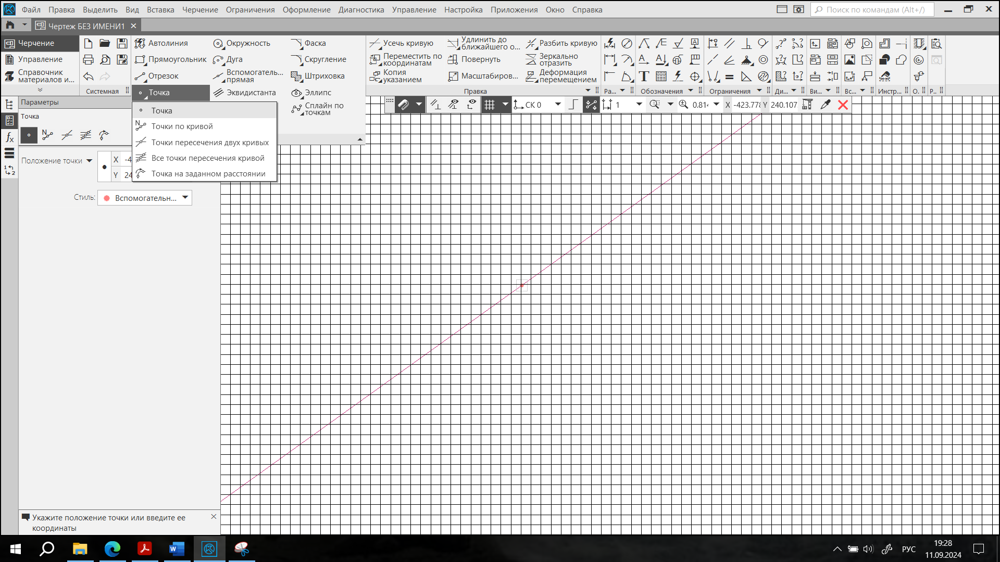 Файл Правка Выделить Вид Вставка Черчение Ограничения Оформление Диагностика Управление Настройка Приложения Окно Справка
Поиск по командам (Alt+/)
Чертеж БЕЗ ИМЕНИ1
Черчение
Управление
Справочник
материалов и...
Системная
Автолиния
Прямоугольник
Отрезок
Точка
Окружность
Дуга
Вспомогатель...
прямая
Эквидистанта
Фаска
Скругление
Штриховка
Эллипс
Сплайн по
точкам
Усечь кривую
Переместить по
координатам
Копия
указанием
Удлинить до
ближайшего о...
Повернуть
Масштабиров...
Разбить кривую
Зеркально
отразить
Деформация
перемещением
Правка
Ра...
Обозначения
Ограничения
Ди...
Ви...
Вс...
Инстр...
О.
Р..
СК 0
1
X -423.778
Y 240.107
Параметры
Точка
Точка
Точки по кривой
Точки пересечения двух кривых
Все точки пересечения кривой
Точка на заданном расстоянии
Положение точки
X -4
Y 24
Стиль: Вспомогательн...
Укажите положение точки или введите ее
координаты
РУС
19:28
11.09.2024